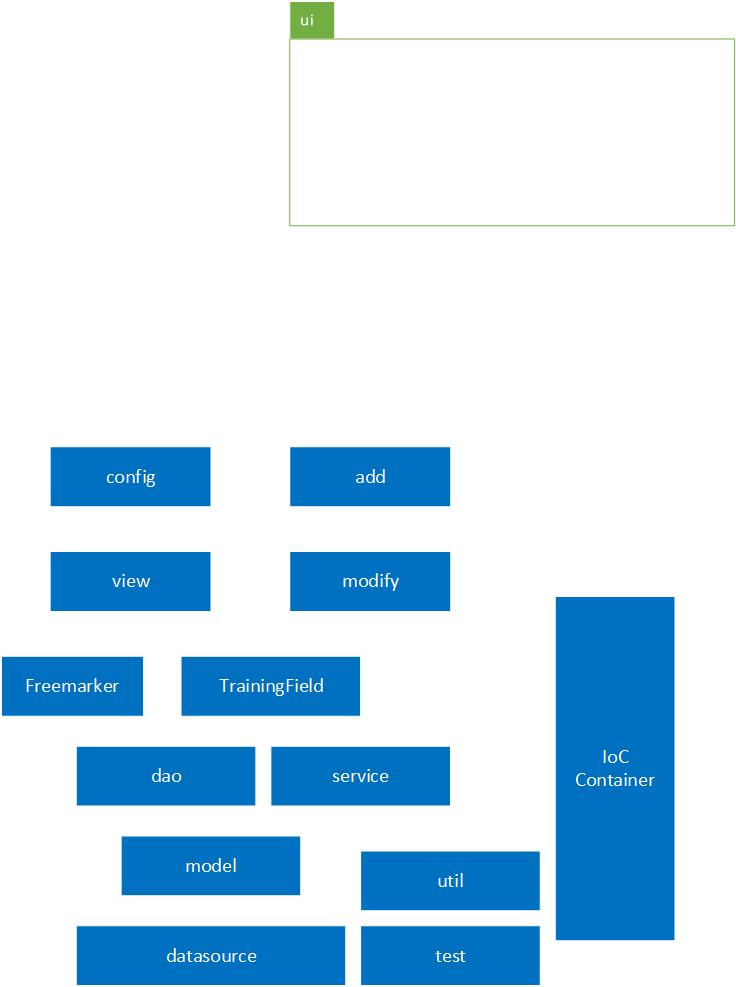 ui
config
add
view
modify
Freemarker
TrainingField
IoC
Container
dao
service
model
util
datasource
test